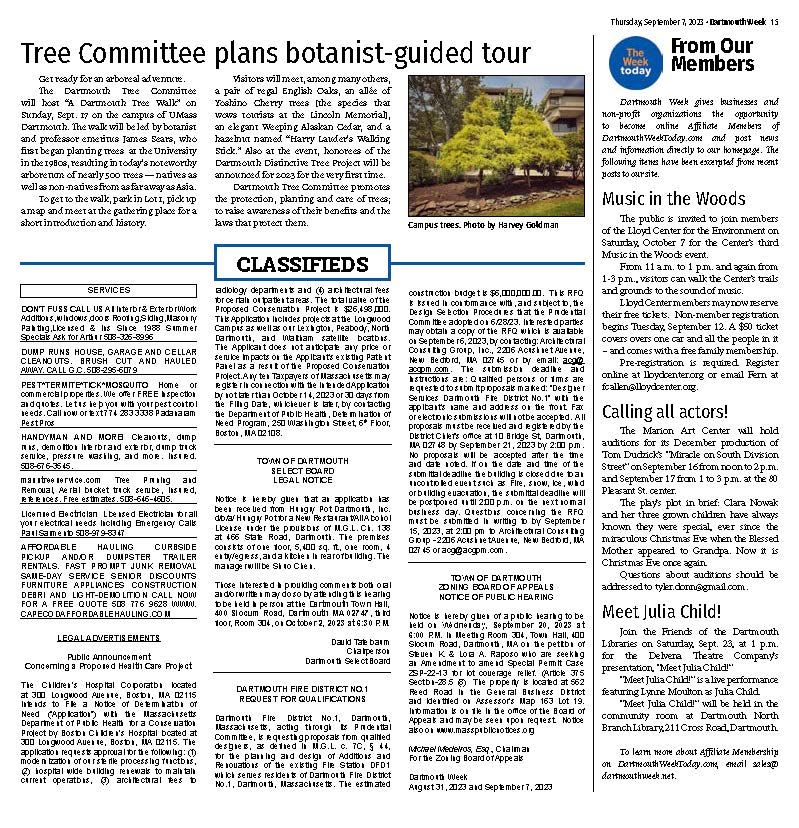 Thursday, September 7, 2023 • Dartmouth Week 15
Tree Committee plans botanist-guided tour
Get ready for an arboreal adventure.
The Dartmouth Tree Committee
will host “A Dartmouth Tree Walk” on
Sunday, Sept. 17 on the campus of UMass
Dartmouth. The walk will be led by botanist
and professor emeritus James Sears, who
first began planting trees at the University
in the 1980s, resulting in today's noteworthy
arboretum of nearly 500 trees — natives as
well as non-natives from as far away as Asia.
To get to the walk, park in Lot 1, pick up
a map and meet at the gathering place for a
short introduction and history.
Visitors will meet, among many others,
a pair of regal English Oaks, an allée of
Yoshino Cherry trees [the species that
wows tourists at the Lincoln Memorial],
an elegant Weeping Alaskan Cedar, and a
hazelnut named “Harry Lauder's Walking
Stick.” Also at the event, honorees of the
Dartmouth Distinctive Tree Project will be
announced for 2023 for the very first time.
Dartmouth Tree Committee promotes
the protection, planting and care of trees;
to raise awareness of their benefits and the
laws that protect them.
Campus trees. Photo by Harvey Goldman
CLASSIFIEDS
SERVICES
DON'T FUSS CALL US All Interior & Exterior Work
Additions,windows,doors Roofing,Siding,Masonry
Painting,Licensed & Ins Since 1988 Summer
Specials Ask for Arthur 508-326-8996
DUMP RUNS HOUSE, GARAGE AND CELLAR
CLEANOUTS. BRUSH CUT AND HAULED
AWAY. CALL G.C. 508-295-6079
PEST*TERMITE*TICK*MOSQUITO Home or
commercial properties. We offer FREE Inspection
and quotes. Let us help you with your pest control
needs. Call now or text 774 283 3338 Padanaram
Pest Pros
HANDYMAN AND MORE Cleanouts, dump
runs, demolition interior and exterior, dump truck
service, pressure washing, and more. Insured.
508-676-3545.
manntreeservice.com Tree Pruning and
Removal, Aerial bucket truck service, insured,
references. Free estimates. 508-646-4605.
Licensed Electrician Licensed Electrician for all
your electrical needs including Emergency Calls
Paul Sarmento 508-979-8347
AFFORDABLE HAULING CURBSIDE
PICKUP AND/OR DUMPSTER TRAILER
RENTALS. FAST PROMPT JUNK REMOVAL
SAME-DAY SERVICE SENIOR DISCOUNTS
FURNITURE APPLIANCES CONSTRUCTION
DEBRI AND LIGHT-DEMOLITION CALL NOW
FOR A FREE QUOTE 508 776 9628 WWW.
CAPECODAFFORDABLEHAULING.COM
LEGAL ADVERTISEMENTS
Public Announcement
Concerning a Proposed Health Care Project
The Children's Hospital Corporation located
at 300 Longwood Avenue, Boston, MA 02115
Intends to File a Notice of Determination of
Need ("Application") with the Massachusetts
Department of Public Health for a Conservation
Project by Boston Children's Hospital located at
300 Longwood Avenue, Boston, MA 02115. The
application requests approval for the following: (1)
modernization of our sterile processing functions,
(2) hospital wide building renewals to maintain
current operations, (3) architectural fees to
radiology departments and (4) architectural fees
for certain outpatient areas. The total value of the
Proposed Conservation Project is $26,498,000.
This Application includes projects at the Longwood
Campus as well as our Lexington, Peabody, North
Dartmouth, and Waltham satellite locations.
The Applicant does not anticipate any price or
service impacts on the Applicant's existing Patient
Panel as a result of the Proposed Conservation
Project. Any ten Taxpayers of Massachusetts may
register in connection with the Intended Application
by not later than October 14, 2023 or 30 days from
the Filing Date, whichever is later, by contacting
the Department of Public Health, Determination of
Need Program, 250 Washington Street, 6th Floor,
Boston, MA 02108.
TOWN OF DARTMOUTH
SELECT BOARD
LEGAL NOTICE
Notice is hereby given that an application has
been received from Hungry Pot Dartmouth, Inc.
d/b/a/ Hungry Pot for a New Restaurant/All Alcohol
License under the provisions of M.G.L. Ch. 138
at 466 State Road, Dartmouth. The premises
consists of one floor, 5,400 sq. ft., one room, 4
entry/egress, and a kitchen in rear of building. The
manager will be Shuo Chen.
Those interested in providing comments both oral
and/or written may do so by attending this hearing
to be held in person at the Dartmouth Town Hall,
400 Slocum Road, Dartmouth MA 02747, third
floor, Room 304, on October 2, 2023 at 6:30 P.M.
David Tatelbaum
Chairperson
Dartmouth Select Board
DARTMOUTH FIRE DISTRICT NO.1
REQUEST FOR QUALIFICATIONS
Dartmouth Fire District No.1, Dartmouth,
Massachusetts, acting through its Prudential
Committee, is requesting proposals from qualified
designers, as defined in M.G.L. c. 7C, § 44,
for the planning and design of Additions and
Renovations of the existing Fire Station DFD1
which serves residents of Dartmouth Fire District
No.1, Dartmouth, Massachusetts. The estimated
construction budget is $6,000,000.00. This RFQ
is issued in conformance with, and subject to, the
Design Selection Procedures that the Prudential
Committee adopted on 6/28/23. Interested parties
may obtain a copy of the RFQ which is available
on September 6, 2023, by contacting: Architectural
Consulting Group, Inc., 2206 Acushnet Avenue,
New Bedford, MA 02745 or by email: acg@
acgpm.com. The submission deadline and
instructions are: Qualified persons or firms are
requested to submit proposals marked: "Designer
Services Dartmouth Fire District No.1" with the
applicant's name and address on the front. Fax
or electronic submissions will not be accepted. All
proposals must be received and registered by the
District Chief's office at 10 Bridge St, Dartmouth,
MA 02748 by September 21, 2023 by 2:00 p.m.
No proposals will be accepted after the time
and date noted. If on the date and time of the
submittal deadline the building is closed due to an
uncontrolled event such as Fire, snow, ice, wind
or building evacuation, the submittal deadline will
be postponed until 2:00 p.m. on the next normal
business day. Questions concerning the RFQ
must be submitted in writing to by September
15, 2023, at 2:00 pm to Architectural Consulting
Group -2206 Acushnet Avenue, New Bedford, MA
02745 or acg@acgpm.com.
TOWN OF DARTMOUTH
ZONING BOARD OF APPEALS
NOTICE OF PUBLIC HEARING
Notice is hereby given of a public hearing to be
held on Wednesday, September 20, 2023 at
6:00 P.M. in Meeting Room 304, Town Hall, 400
Slocum Road, Dartmouth, MA on the petition of
Steven K. & Lora A. Raposo who are seeking
an Amendment to amend Special Permit Case
ZSP-22-13 for lot coverage relief. (Article 375
Section-28.5 (B). The property is located at 562
Reed Road in the General Business District
and identified on Assessor's Map 163 Lot 19.
Information is on file in the office of the Board of
Appeals and may be seen upon request. Notice
also on www.masspublicnotices.org
Michael Medeiros, Esq., Chairman
For the Zoning Board of Appeals
Dartmouth Week
August 31, 2023 and September 7, 2023
The
Week
today
From Our
Members
Dartmouth Week gives businesses and
non-profit organizations the opportunity
to become online Affiliate Members of
DartmouthWeekToday.com and post news
and information directly to our homepage. The
following items have been excerpted from recent
posts to our site.
Music in the Woods
The public is invited to join members
of the Lloyd Center for the Environment on
Saturday, October 7 for the Center's third
Music in the Woods event.
From 11 a.m. to 1 p.m. and again from
1-3 p.m., visitors can walk the Center's trails
and grounds to the sound of music.
Lloyd Center members may now reserve
their free tickets. Non-member registration
begins Tuesday, September 12. A $50 ticket
covers over one car and all the people in it
– and comes with a free family membership.
Pre-registration is required. Register
online at lloydcenter.org or email Fern at
fcallen@lloydcenter.org.
Calling all actors!
The Marion Art Center will hold
auditions for its December production of
Tom Dudzick's "Miracle on South Division
Street" on September 16 from noon to 2 p.m.
and September 17 from 1 to 3 p.m. at the 80
Pleasant St. center.
The play's plot in brief: Clara Nowak
and her three grown children have always
known they were special, ever since the
miraculous Christmas Eve when the Blessed
Mother appeared to Grandpa. Now it is
Christmas Eve once again.
Questions about auditions should be
addressed to tyler.donn@gmail.com.
Meet Julia Child!
Join the Friends of the Dartmouth
Libraries on Saturday, Sept. 23, at 1 p.m.
for the Delvena Theatre Company's
presentation, "Meet Julia Child!"
"Meet Julia Child!" is a live performance
featuring Lynne Moulton as Julia Child.
"Meet Julia Child!" will be held in the
community room at Dartmouth North
Branch Library, 211 Cross Road, Dartmouth.
To learn more about Affiliate Membership
on DartmouthWeekToday.com, email sales@
dartmouthweek.net.